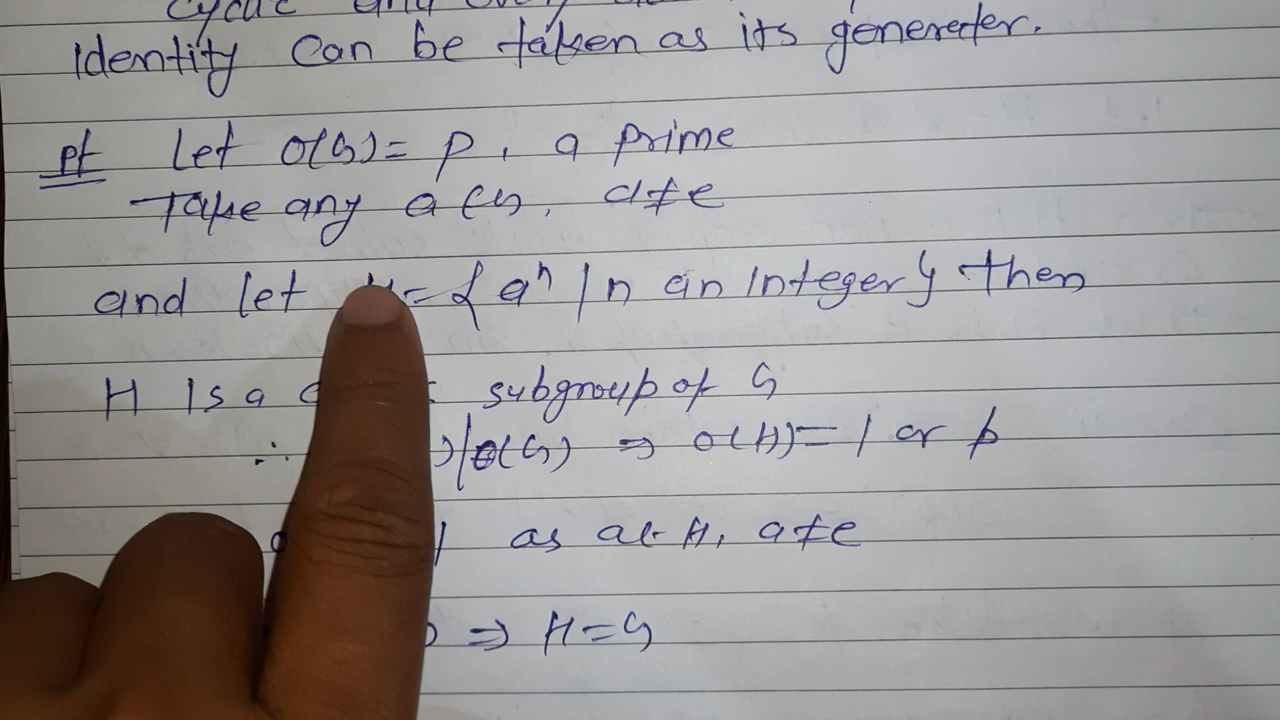 identity can be taken as its genereter.
Pf Let O(G) = p, a prime
Take any a ∈ G, a ≠ e
and let H = { aⁿ | n an integer } then
H is a subgroup of G
∴ )|O(G) ⇒ O(H) = 1 or p
as a ∈ H, a ≠ e
⇒ H = G